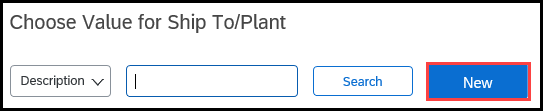 Choose Value for Ship To/Plant
Description Search New